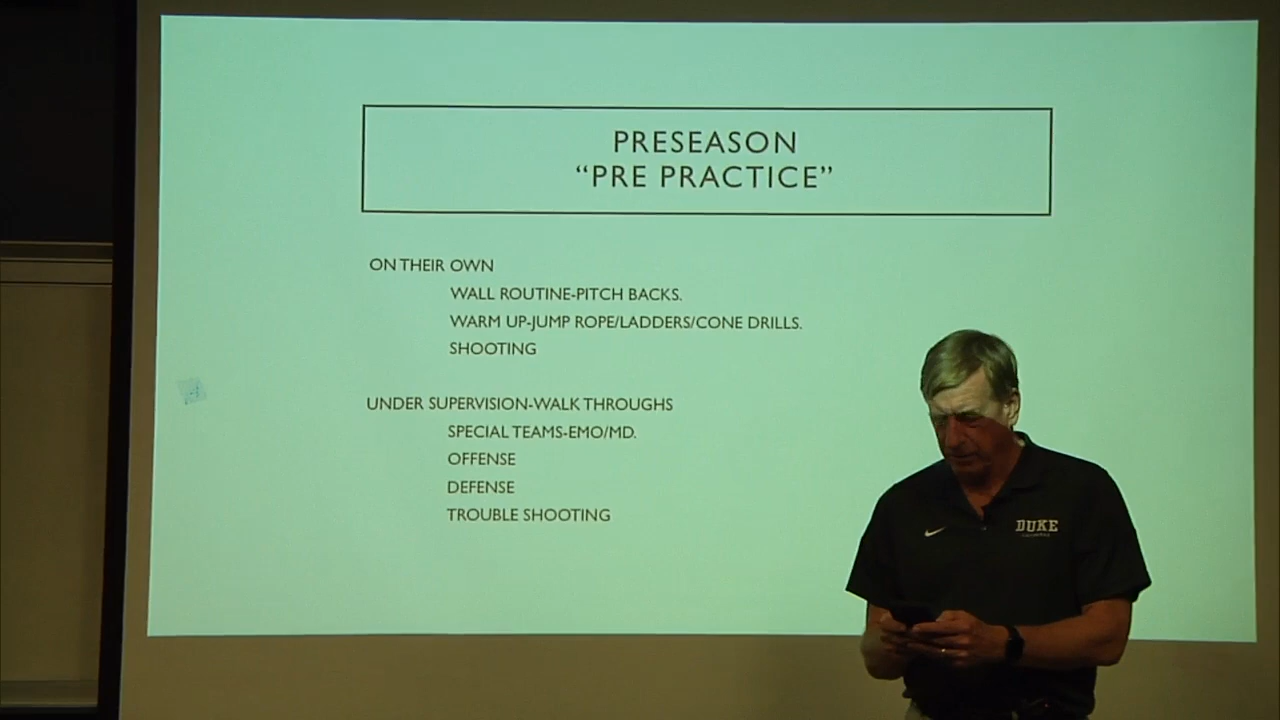 PRESEASON
“PRE PRACTICE”
ON THEIR OWN
WALL ROUTINE-PITCH BACKS.
WARM UP-JUMP ROPE/LADDERS/CONE DRILLS.
SHOOTING
UNDER SUPERVISION-WALK THROUGHS
SPECIAL TEAMS-EMO/MD.
OFFENSE
DEFENSE
TROUBLE SHOOTING
DUKE